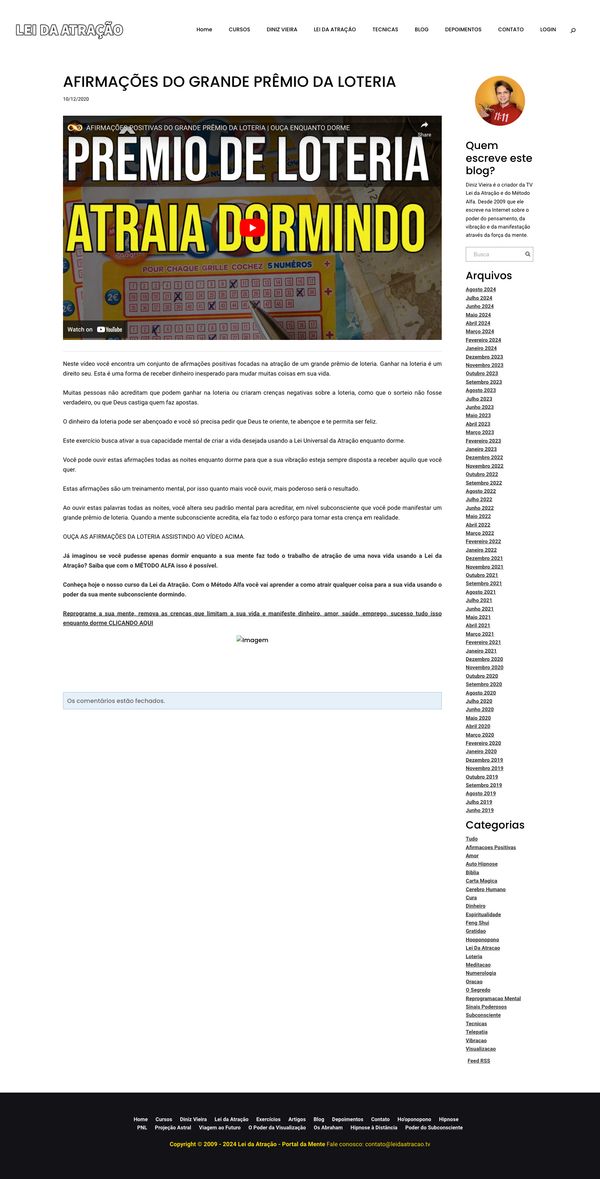 LEI DA ATRAÇÃO
Home CURSOS DINIZ VIEIRA LEI DA ATRAÇÃO TECNICAS BLOG DEPOIMENTOS CONTATO LOGIN
AFIRMAÇÕES DO GRANDE PRÊMIO DA LOTERIA
10/12/2020
AFIRMAÇÕES POSITIVAS DO GRANDE PRÊMIO DA LOTERIA | OUÇA ENQUANTO DORME
Share
PRÊMIO DE LOTERIA
ATRAIA DORMINDO
POUR CHAQUE GRILLE COCHEZ 5 NUMÉROS
2€
Watch on YouTube
Neste vídeo você encontra um conjunto de afirmações positivas focadas na atração de um grande prêmio de loteria. Ganhar na loteria é um
direito seu. Esta é uma forma de receber dinheiro inesperado para mudar muitas coisas em sua vida.
Muitas pessoas não acreditam que podem ganhar na loteria ou criaram crenças negativas sobre a loteria, como que o sorteio não fosse
verdadeiro, ou que Deus castiga quem faz apostas.
O dinheiro da loteria pode ser abençoado e você só precisa pedir que Deus te oriente, te abençoe e te permita ser feliz.
Este exercício busca ativar a sua capacidade mental de criar a vida desejada usando a Lei Universal da Atração enquanto dorme.
Você pode ouvir estas afirmações todas as noites enquanto dorme para que a sua vibração esteja sempre disposta a receber aquilo que você
quer.
Estas afirmações são um treinamento mental, por isso quanto mais você ouvir, mais poderoso será o resultado.
Ao ouvir estas palavras todas as noites, você altera seu padrão mental para acreditar, em nível subconsciente que você pode manifestar um
grande prêmio de loteria. Quando a mente subconsciente acredita, ela faz todo o esforço para tornar esta crença em realidade.
OUÇA AS AFIRMAÇÕES DA LOTERIA ASSISTINDO AO VÍDEO ACIMA.
Já imaginou se você pudesse apenas dormir enquanto a sua mente faz todo o trabalho de atração de uma nova vida usando a Lei da
Atração? Saiba que com o MÉTODO ALFA isso é possível.
Conheça hoje o nosso curso da Lei da Atração. Com o Método Alfa você vai aprender a como atrair qualquer coisa para a sua vida usando o
poder da sua mente subconsciente dormindo.
Reprograme a sua mente, remova as crenças que limitam a sua vida e manifeste dinheiro, amor, saúde, emprego, sucesso tudo isso
enquanto dorme CLICANDO AQUI
Imagem
Os comentários estão fechados.
11:11
Quem
escreve este
blog?
Diniz Vieira é o criador da TV
Lei da Atração e do Método
Alfa. Desde 2009 que ele
escreve na Internet sobre o
poder do pensamento, da
vibração e da manifestação
através da força da mente.
Busca
Arquivos
Agosto 2024
Julho 2024
Junho 2024
Maio 2024
Abril 2024
Março 2024
Fevereiro 2024
Janeiro 2024
Dezembro 2023
Novembro 2023
Outubro 2023
Setembro 2023
Agosto 2023
Julho 2023
Junho 2023
Maio 2023
Abril 2023
Março 2023
Fevereiro 2023
Janeiro 2023
Dezembro 2022
Novembro 2022
Outubro 2022
Setembro 2022
Agosto 2022
Julho 2022
Junho 2022
Maio 2022
Abril 2022
Março 2022
Fevereiro 2022
Janeiro 2022
Dezembro 2021
Novembro 2021
Outubro 2021
Setembro 2021
Agosto 2021
Julho 2021
Junho 2021
Maio 2021
Abril 2021
Março 2021
Fevereiro 2021
Janeiro 2021
Dezembro 2020
Novembro 2020
Outubro 2020
Setembro 2020
Agosto 2020
Julho 2020
Junho 2020
Maio 2020
Abril 2020
Março 2020
Fevereiro 2020
Janeiro 2020
Dezembro 2019
Novembro 2019
Outubro 2019
Setembro 2019
Agosto 2019
Julho 2019
Junho 2019
Categorias
Tudo
Afirmacoes Positivas
Amor
Auto Hipnose
Biblia
Carta Magica
Cerebro Humano
Cura
Dinheiro
Espiritualidade
Feng Shui
Gratidao
Hooponopono
Lei Da Atracao
Loteria
Meditacao
Numerologia
Oracao
O Segredo
Reprogramacao Mental
Sinais Poderosos
Subconsciente
Tecnicas
Telepatia
Vibracao
Visualizacao
Feed RSS
Home Cursos Diniz Vieira Lei da Atração Exercícios Artigos Blog Depoimentos Contato Ho'oponopono Hipnose
PNL Projeção Astral Viagem ao Futuro O Poder da Visualização Os Abraham Hipnose à Distância Poder do Subconsciente
Copyright © 2009 - 2024 Lei da Atração - Portal da Mente Fale conosco: contato@leidaatracao.tv